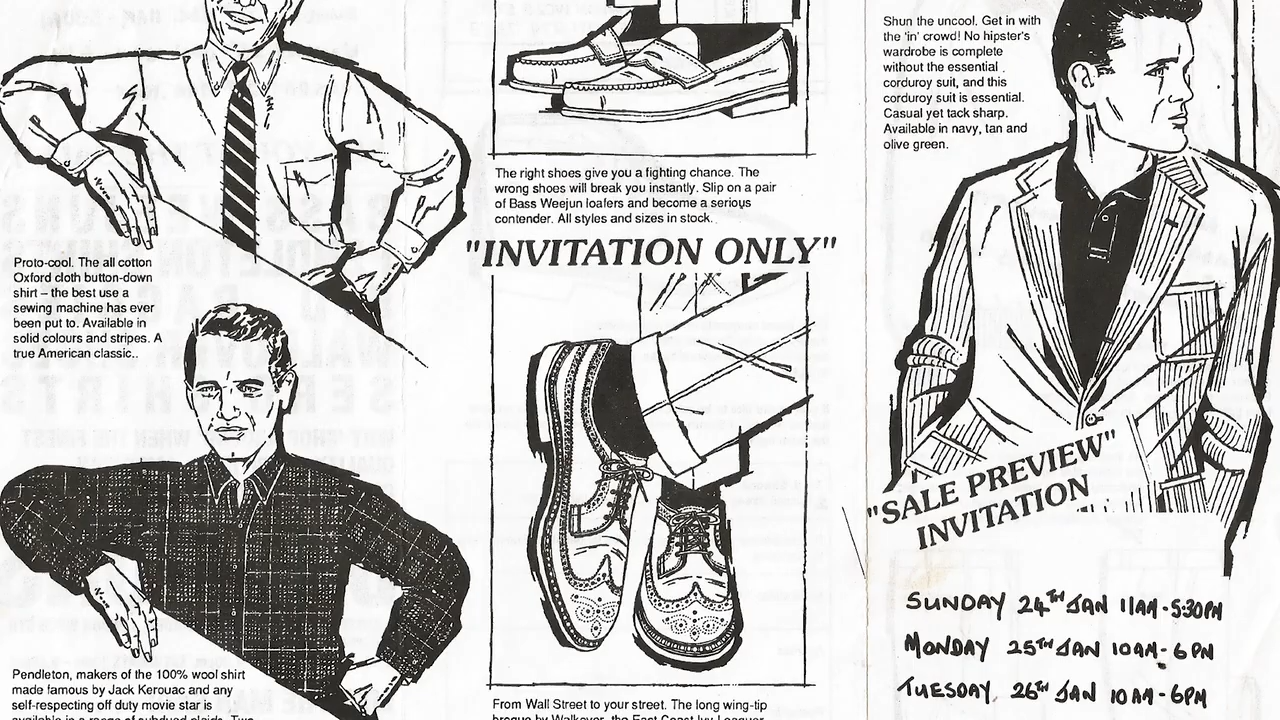 Proto-cool. The all cotton
Oxford cloth button-down
shirt – the best use a
sewing machine has ever
been put to. Available in
solid colours and stripes. A
true American classic..
Pendleton, makers of the 100% wool shirt
made famous by Jack Kerouac and any
self-respecting off duty movie star is
available in a range of subdued plaids. Two
The right shoes give you a fighting chance. The
wrong shoes will break you instantly. Slip on a pair
of Bass Weejun loafers and become a serious
contender. All styles and sizes in stock.
"INVITATION ONLY"
From Wall Street to your street. The long wing-tip
brogue by Walkover, the East Coast Ivy Leaguer
Shun the uncool. Get in with
the 'in' crowd! No hipster's
wardrobe is complete
without the essential
corduroy suit, and this
corduroy suit is essential.
Casual yet tack sharp.
Available in navy, tan and
olive green.
"SALE PREVIEW"
INVITATION
SUNDAY 24TH JAN 11AM-5:30PM
MONDAY 25TH JAN 10AM-6PM
TUESDAY 26TH JAN 10AM-6PM